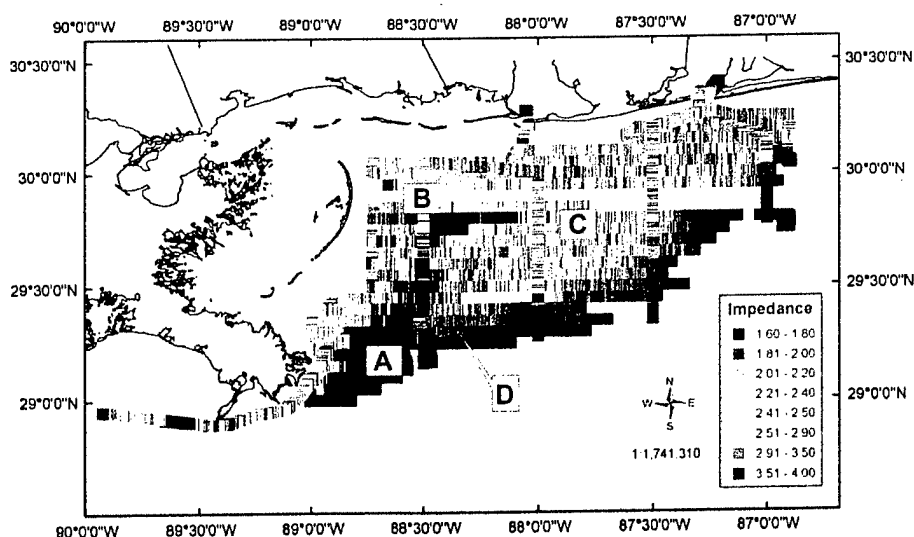 90°0'0"W 89°30'0"W 89°0'0"W 88°30'0"W 88°0'0"W 87°30'0"W 87°0'0"W
30°30'0"N 30°30'0"N
30°0'0"N 30°0'0"N
B
C
29°30'0"N 29°30'0"N
Impedance
1.60 - 1.80
1.81 - 2.00
2.01 - 2.20
2.21 - 2.40
2.41 - 2.50
2.51 - 2.90
2.91 - 3.50
3.51 - 4.00
A
D
29°0'0"N 29°0'0"N
N
W E
S
1:1,741,310
90°0'0"W 89°30'0"W 89°0'0"W 88°30'0"W 88°0'0"W 87°30'0"W 87°0'0"W